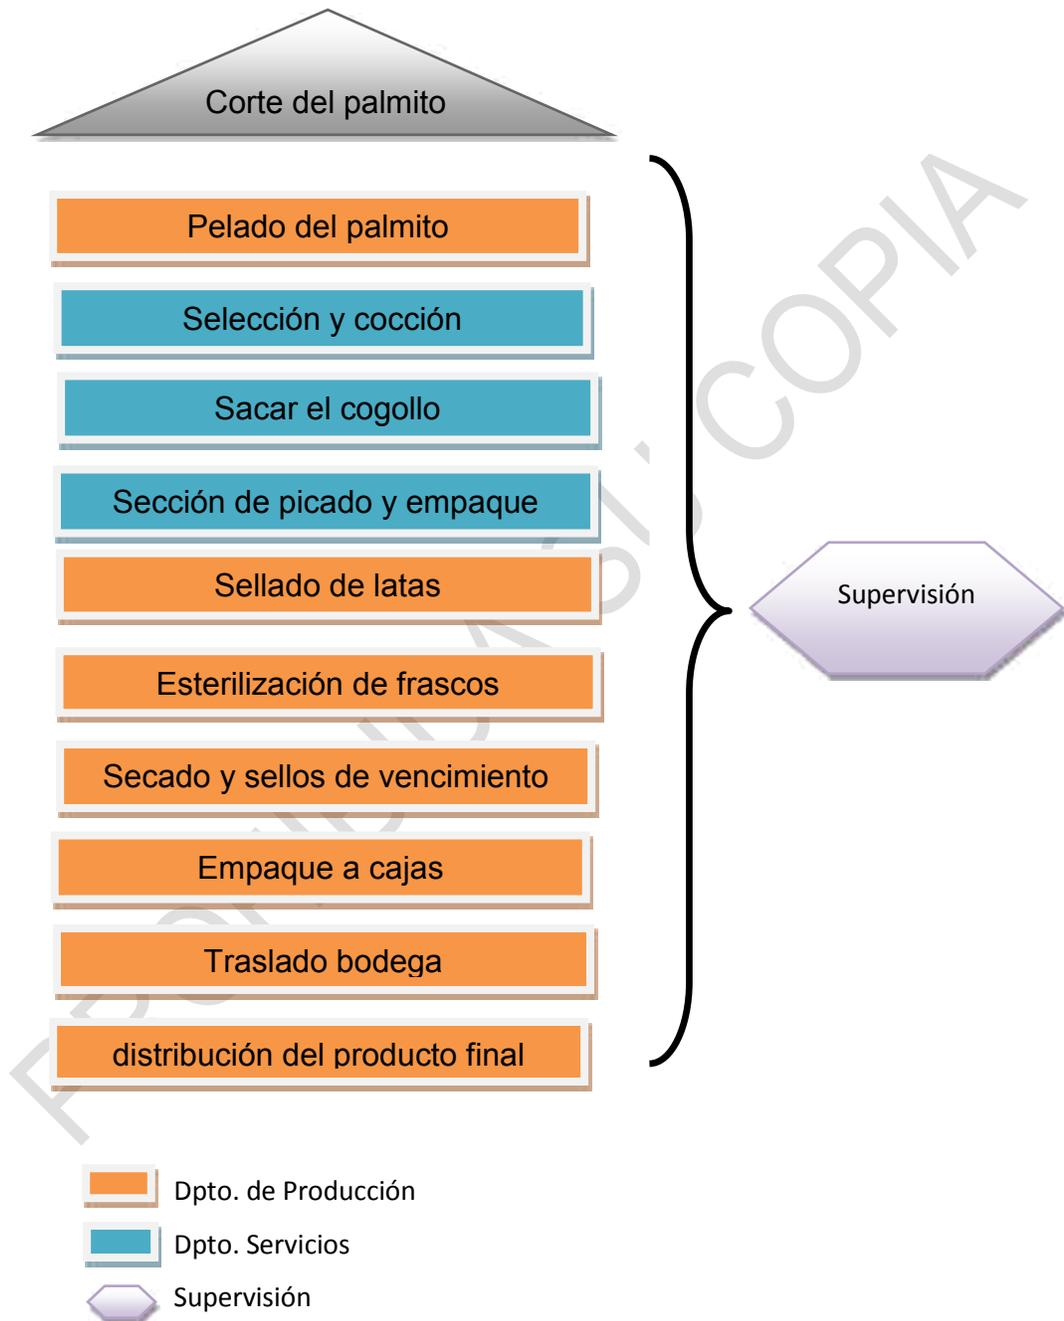 Corte del palmito
Pelado del palmito
Selección y cocción
Sacar el cogollo
Sección de picado y empaque
Sellado de latas
Esterilización de frascos
Secado y sellos de vencimiento
Empaque a cajas
Traslado bodega
distribución del producto final
Supervisión
Dpto. de Producción
Dpto. Servicios
Supervisión